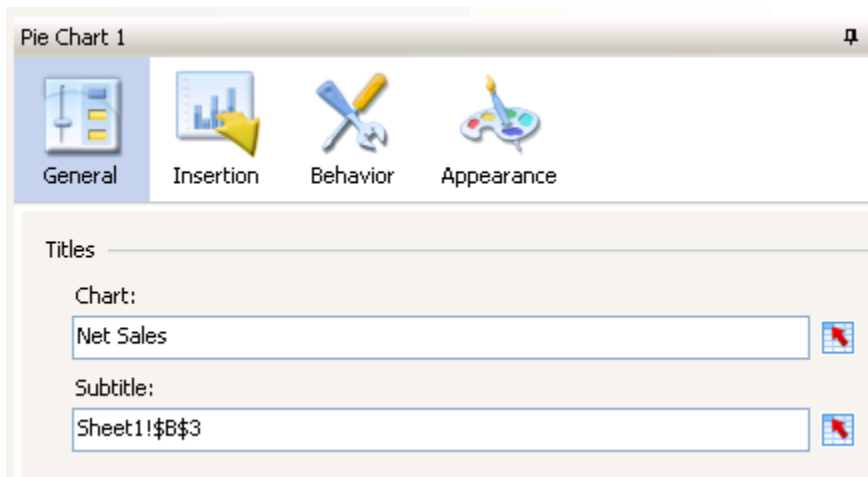 Pie Chart 1
General Insertion Behavior Appearance
Titles
Chart:
Net Sales
Subtitle:
Sheet1!$B$3